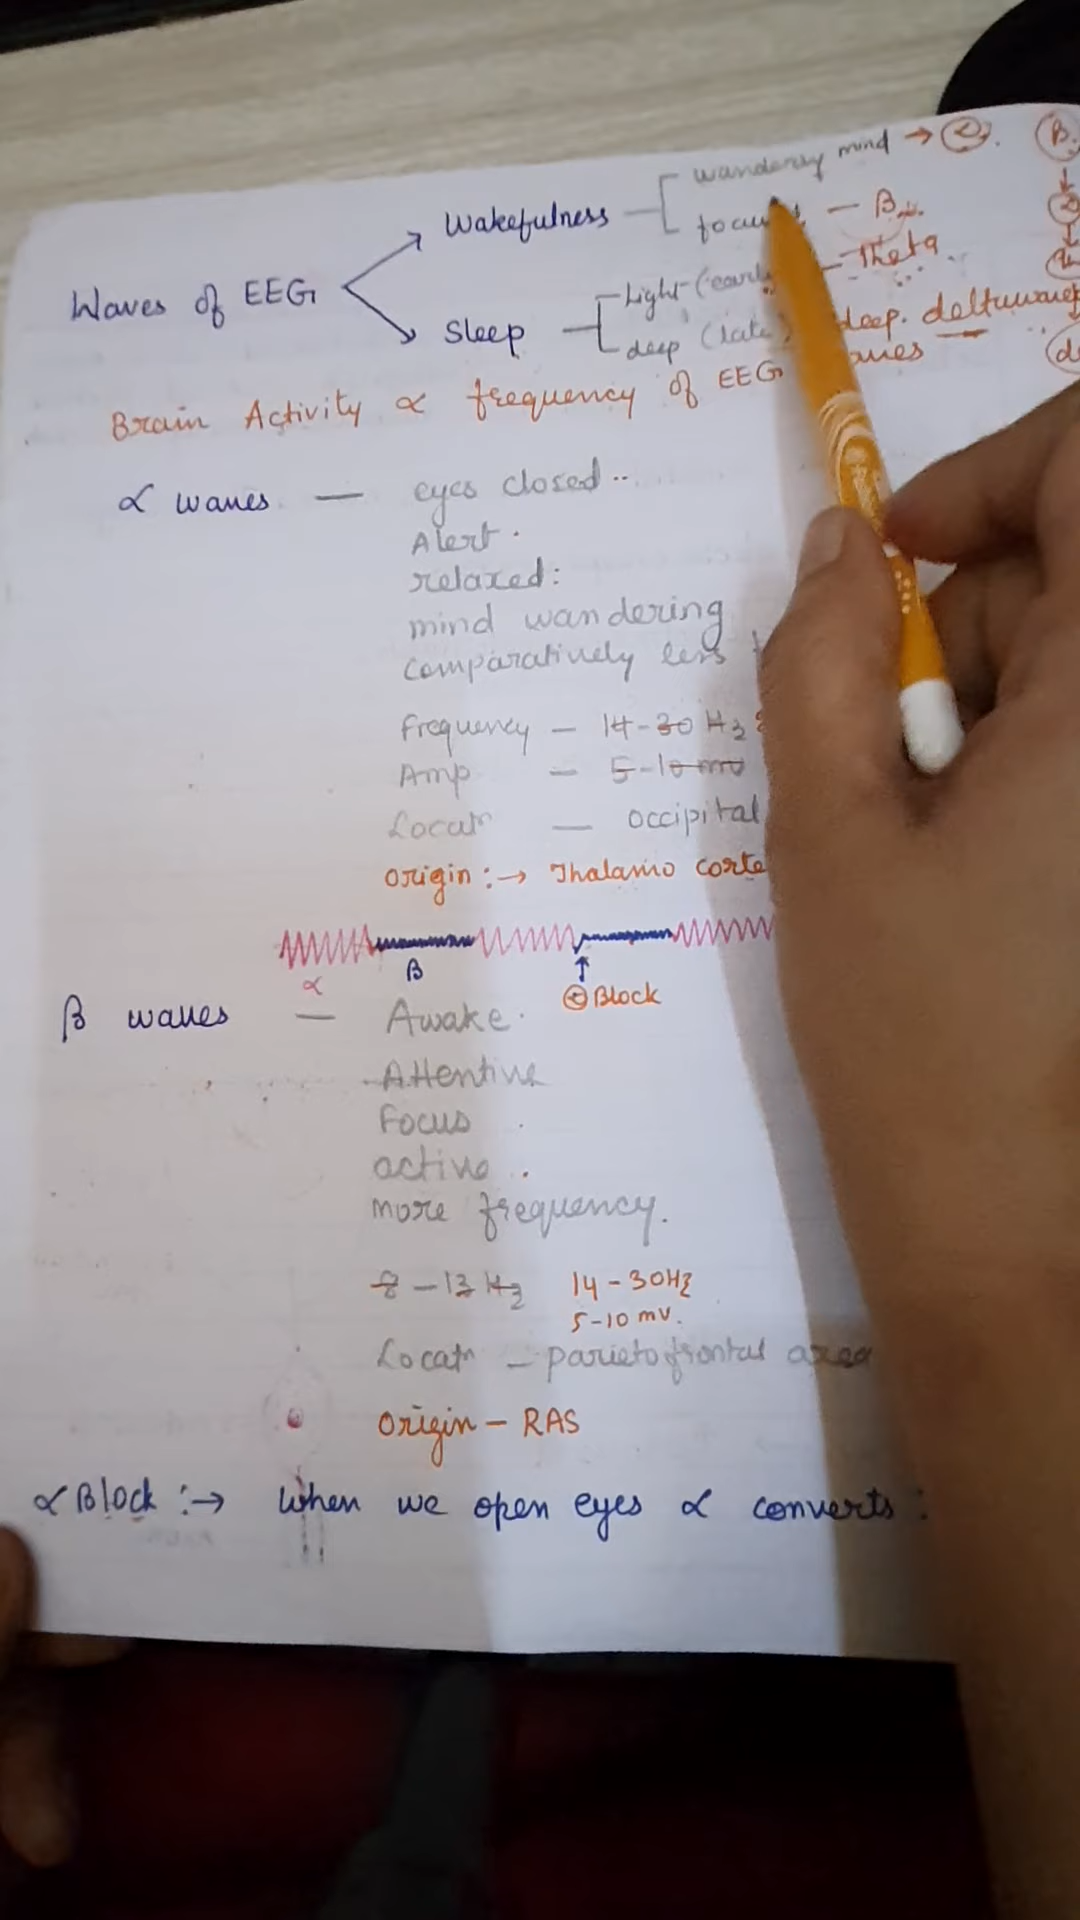 wandering mind → α.
Wakefulness
focus — β
Waves of EEG
Light (early — Theta
Sleep
deep (late) deep. delta waves
Brain Activity ∝ frequency of EEG waves
α waves — eyes closed..
Alert.
relaxed:
mind wandering
comparatively less
frequency — 14-30 Hz
Amp — 5-10 mv
Locatn — occipital
Origin :→ Thalamo corte
α β
α Block
β waves — Awake.
Attentive
Focus
active.
more frequency.
8 – 13 Hz 14 – 30Hz
5-10 mv.
Locatn – parietofrontal area
Origin – RAS
α Block :→ When we open eyes α converts :